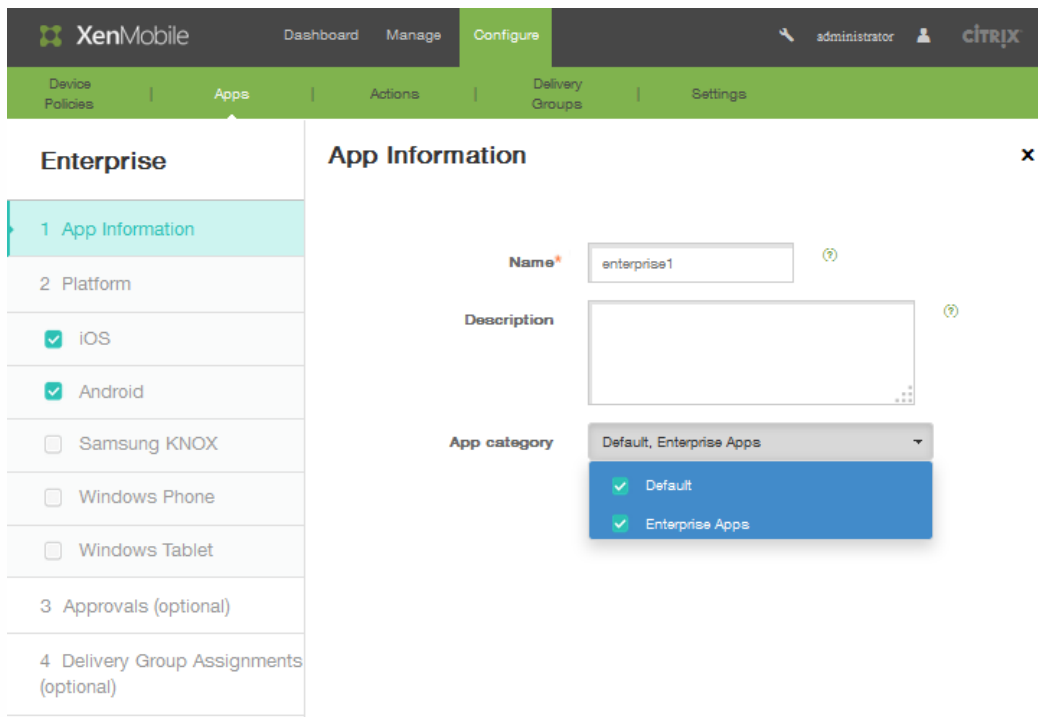 XenMobile
Dashboard
Manage
Configure
administrator
CİTRIX
Device Policies
Apps
Actions
Delivery Groups
Settings
Enterprise
1 App Information
2 Platform
iOS
Android
Samsung KNOX
Windows Phone
Windows Tablet
3 Approvals (optional)
4 Delivery Group Assignments
(optional)
App Information
Name*
enterprise1
Description
App category
Default, Enterprise Apps
Default
Enterprise Apps